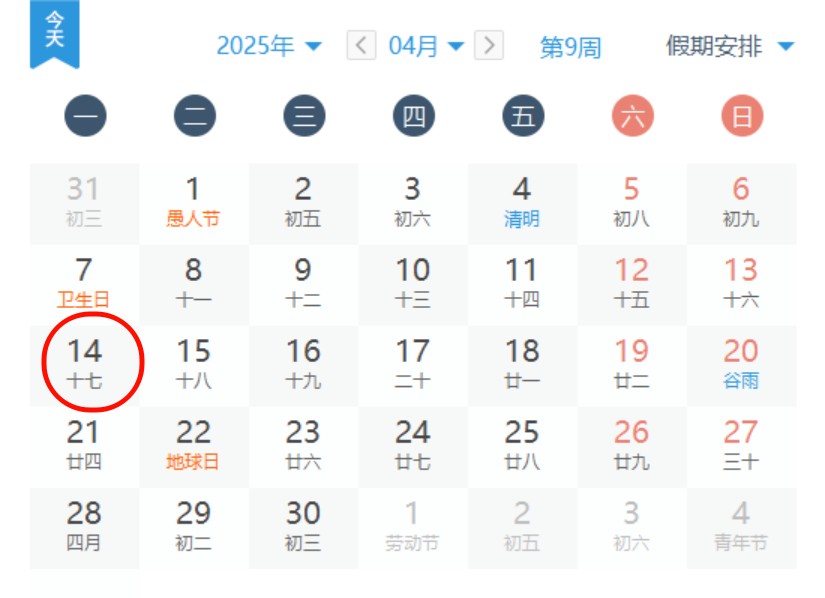 今天
2025年 04月 第9周 假期安排
一 二 三 四 五 六 日
31 1 2 3 4 5 6
初三 愚人节 初五 初六 清明 初八 初九
7 8 9 10 11 12 13
卫生日 十一 十二 十三 十四 十五 十六
14 15 16 17 18 19 20
十七 十八 十九 二十 廿一 廿二 谷雨
21 22 23 24 25 26 27
廿四 地球日 廿六 廿七 廿八 廿九 三十
28 29 30 1 2 3 4
四月 初二 初三 劳动节 初五 初六 青年节